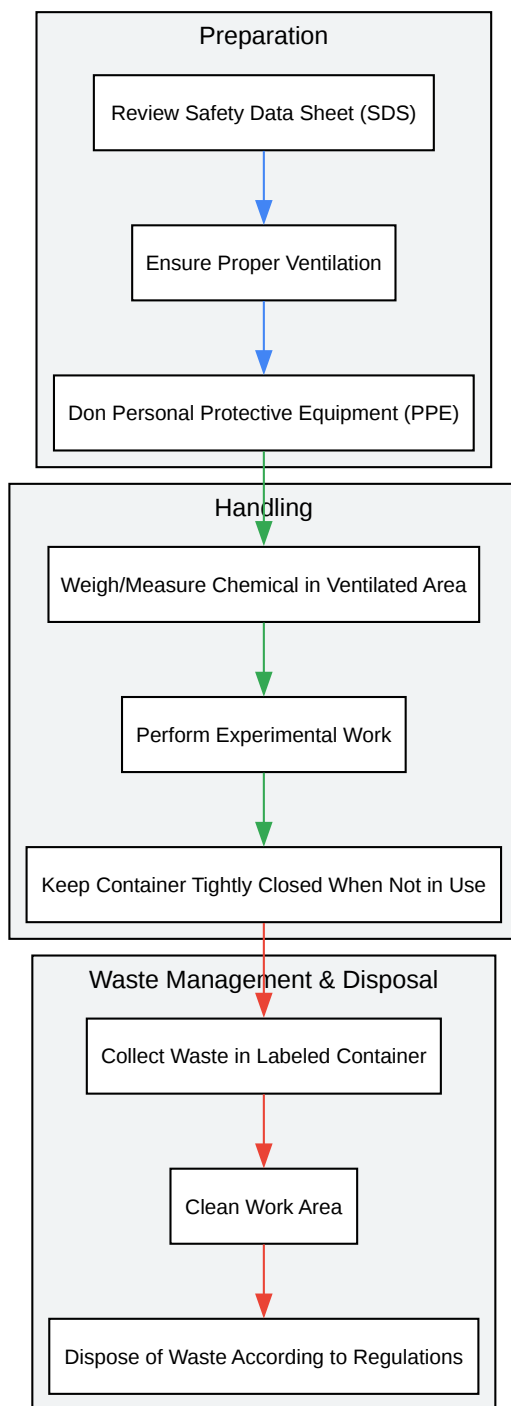 Preparation
Review Safety Data Sheet (SDS)
Ensure Proper Ventilation
Don Personal Protective Equipment (PPE)
Handling
Weigh/Measure Chemical in Ventilated Area
Perform Experimental Work
Keep Container Tightly Closed When Not in Use
Waste Management & Disposal
Collect Waste in Labeled Container
Clean Work Area
Dispose of Waste According to Regulations